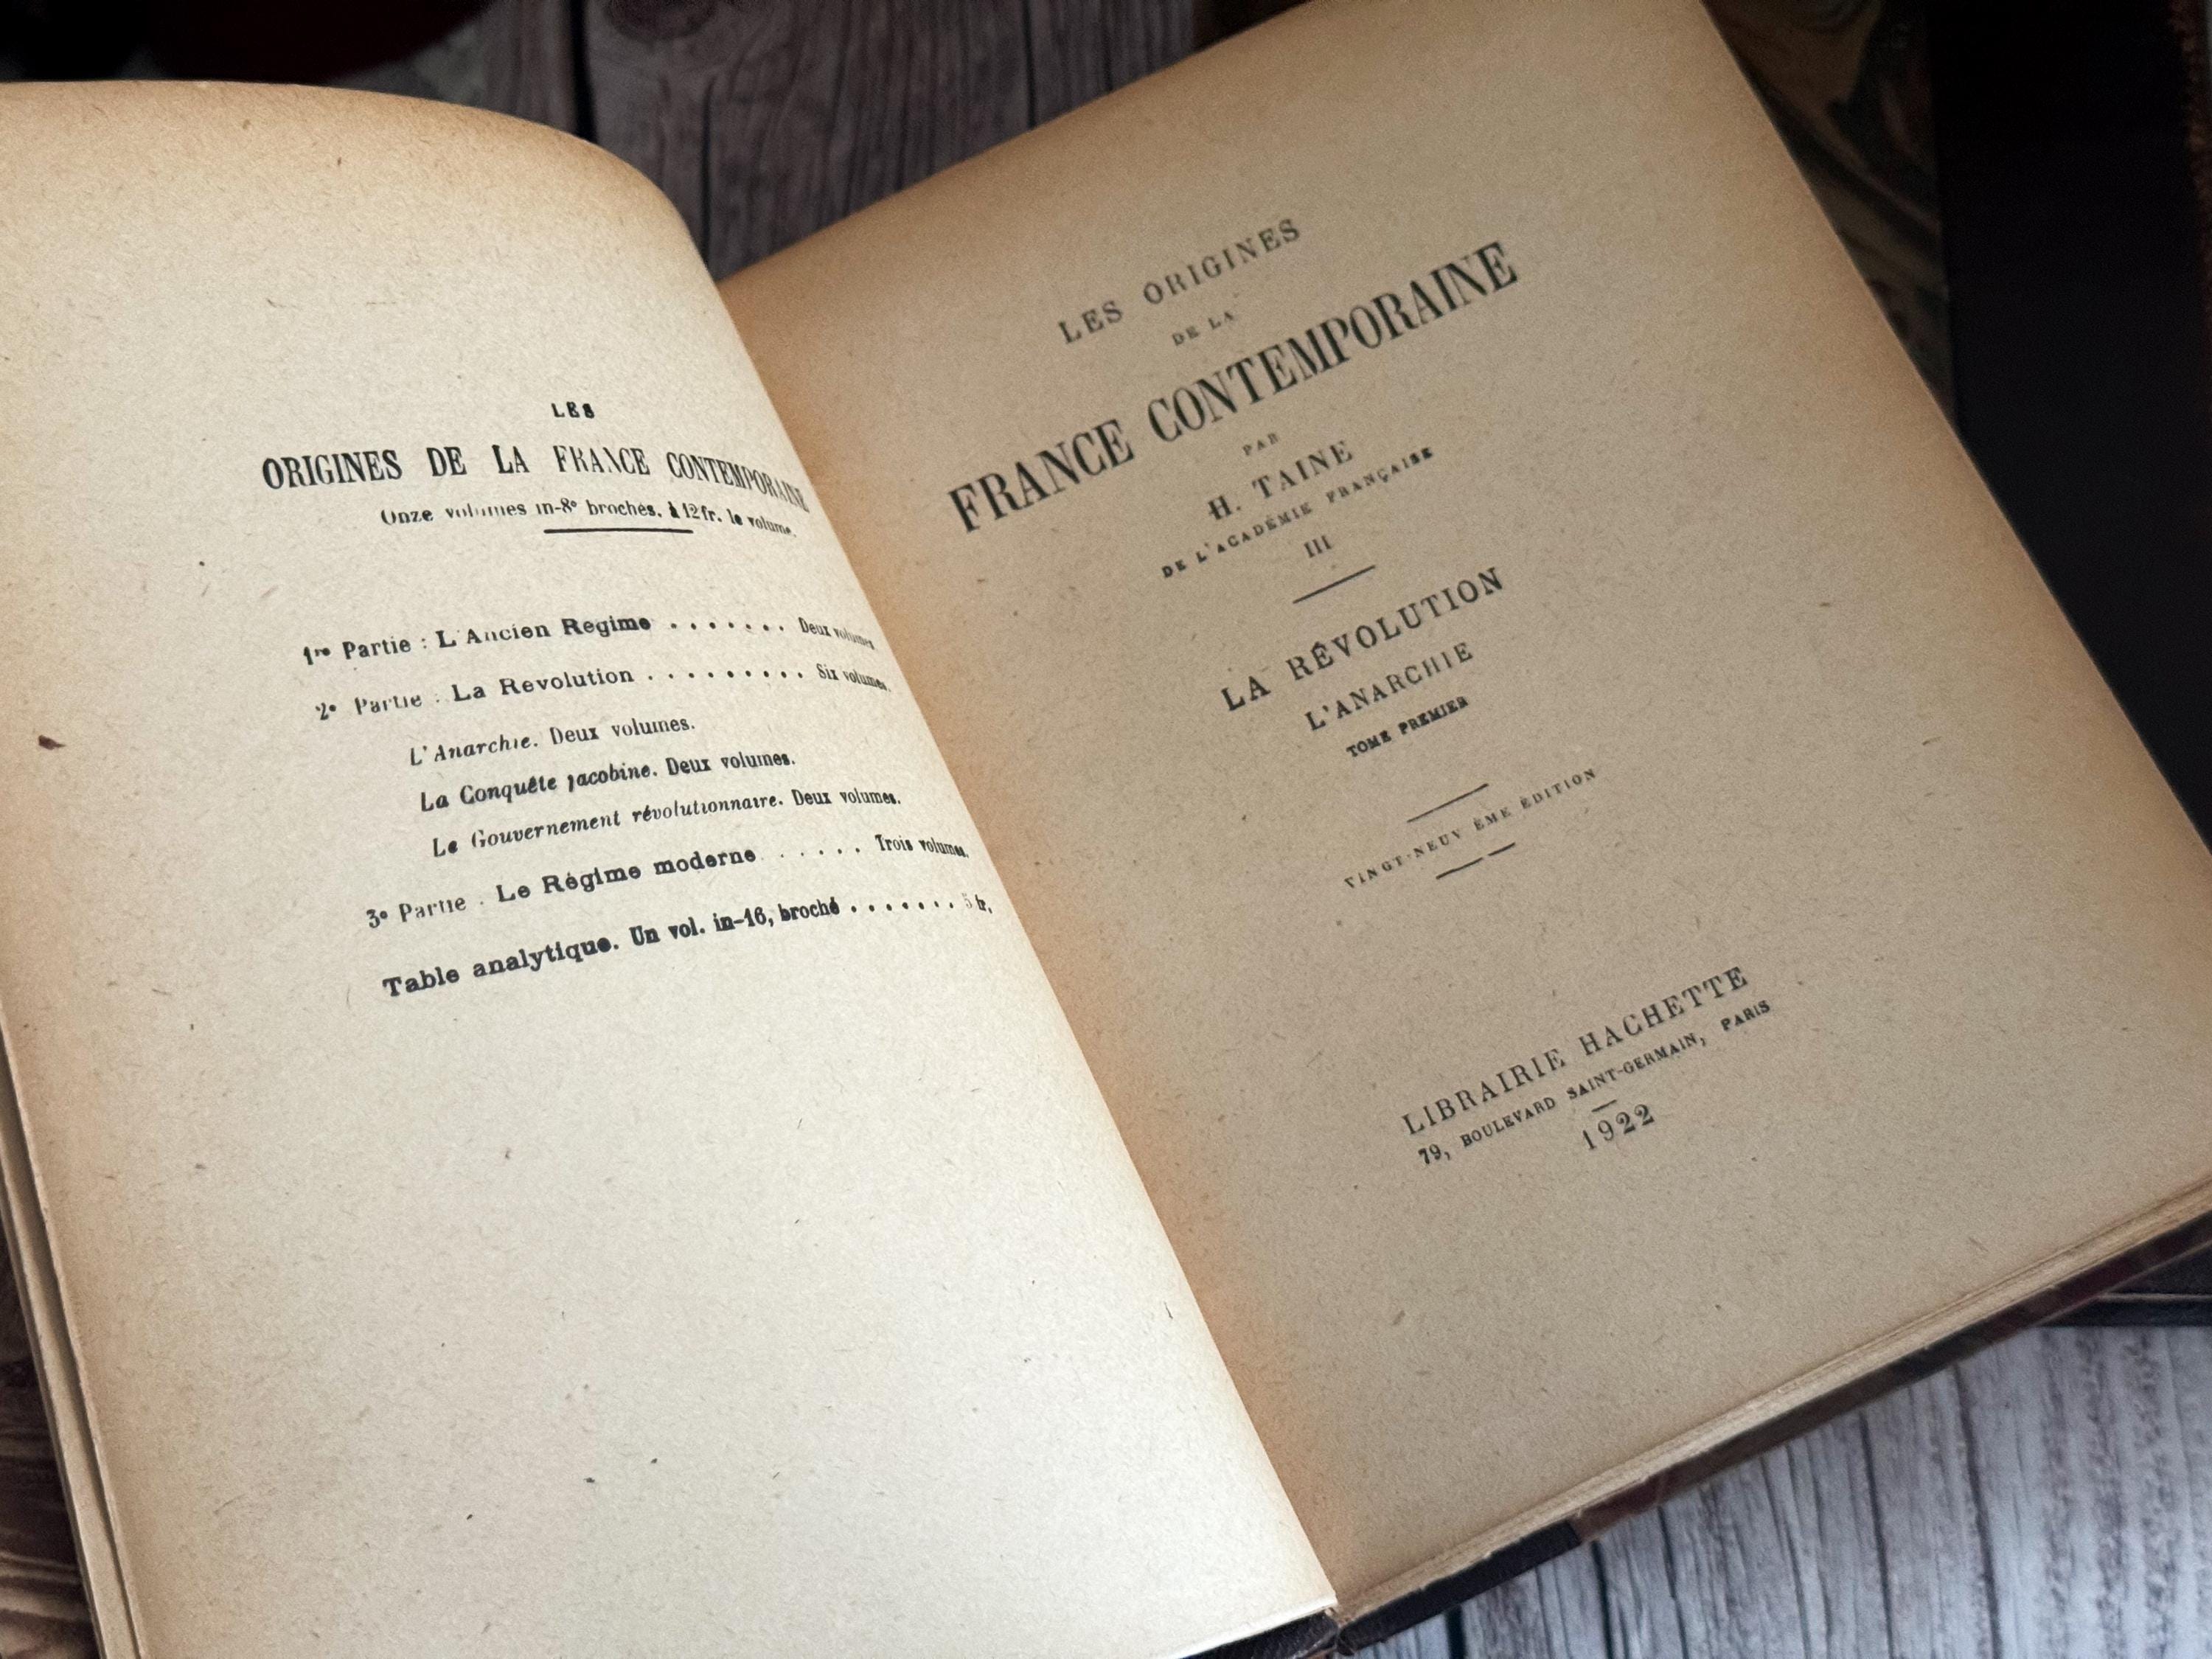 LES
ORIGINES DE LA FRANCE CONTEMPORAINE
Onze volumes in-8° brochés, à 12 fr. le volume.
1re Partie : L'Ancien Regime ....... Deux volumes.
2e Partie : La Revolution ......... Six volumes.
L'Anarchie. Deux volumes.
La Conquête jacobine. Deux volumes.
Le Gouvernement révolutionnaire. Deux volumes.
3e Partie : Le Régime moderne ...... Trois volumes.
Table analytique. Un vol. in-16, broché ....... 5 fr.
LES ORIGINES
DE LA
FRANCE CONTEMPORAINE
PAR
H. TAINE
DE L'ACADÉMIE FRANÇAISE
III
LA RÉVOLUTION
L'ANARCHIE
TOME PREMIER
VINGT-NEUV ÈME ÉDITION
LIBRAIRIE HACHETTE
79, BOULEVARD SAINT-GERMAIN, PARIS
1922